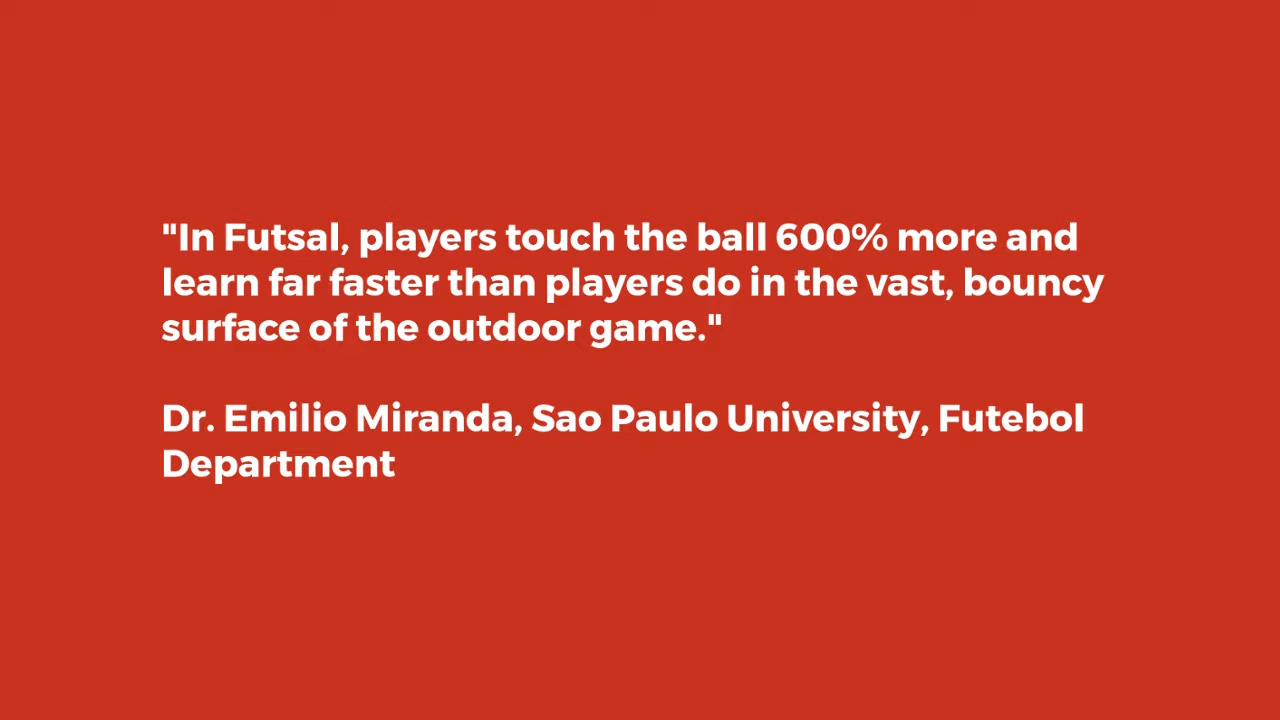 "In Futsal, players touch the ball 600% more and
learn far faster than players do in the vast, bouncy
surface of the outdoor game."
Dr. Emilio Miranda, Sao Paulo University, Futebol
Department